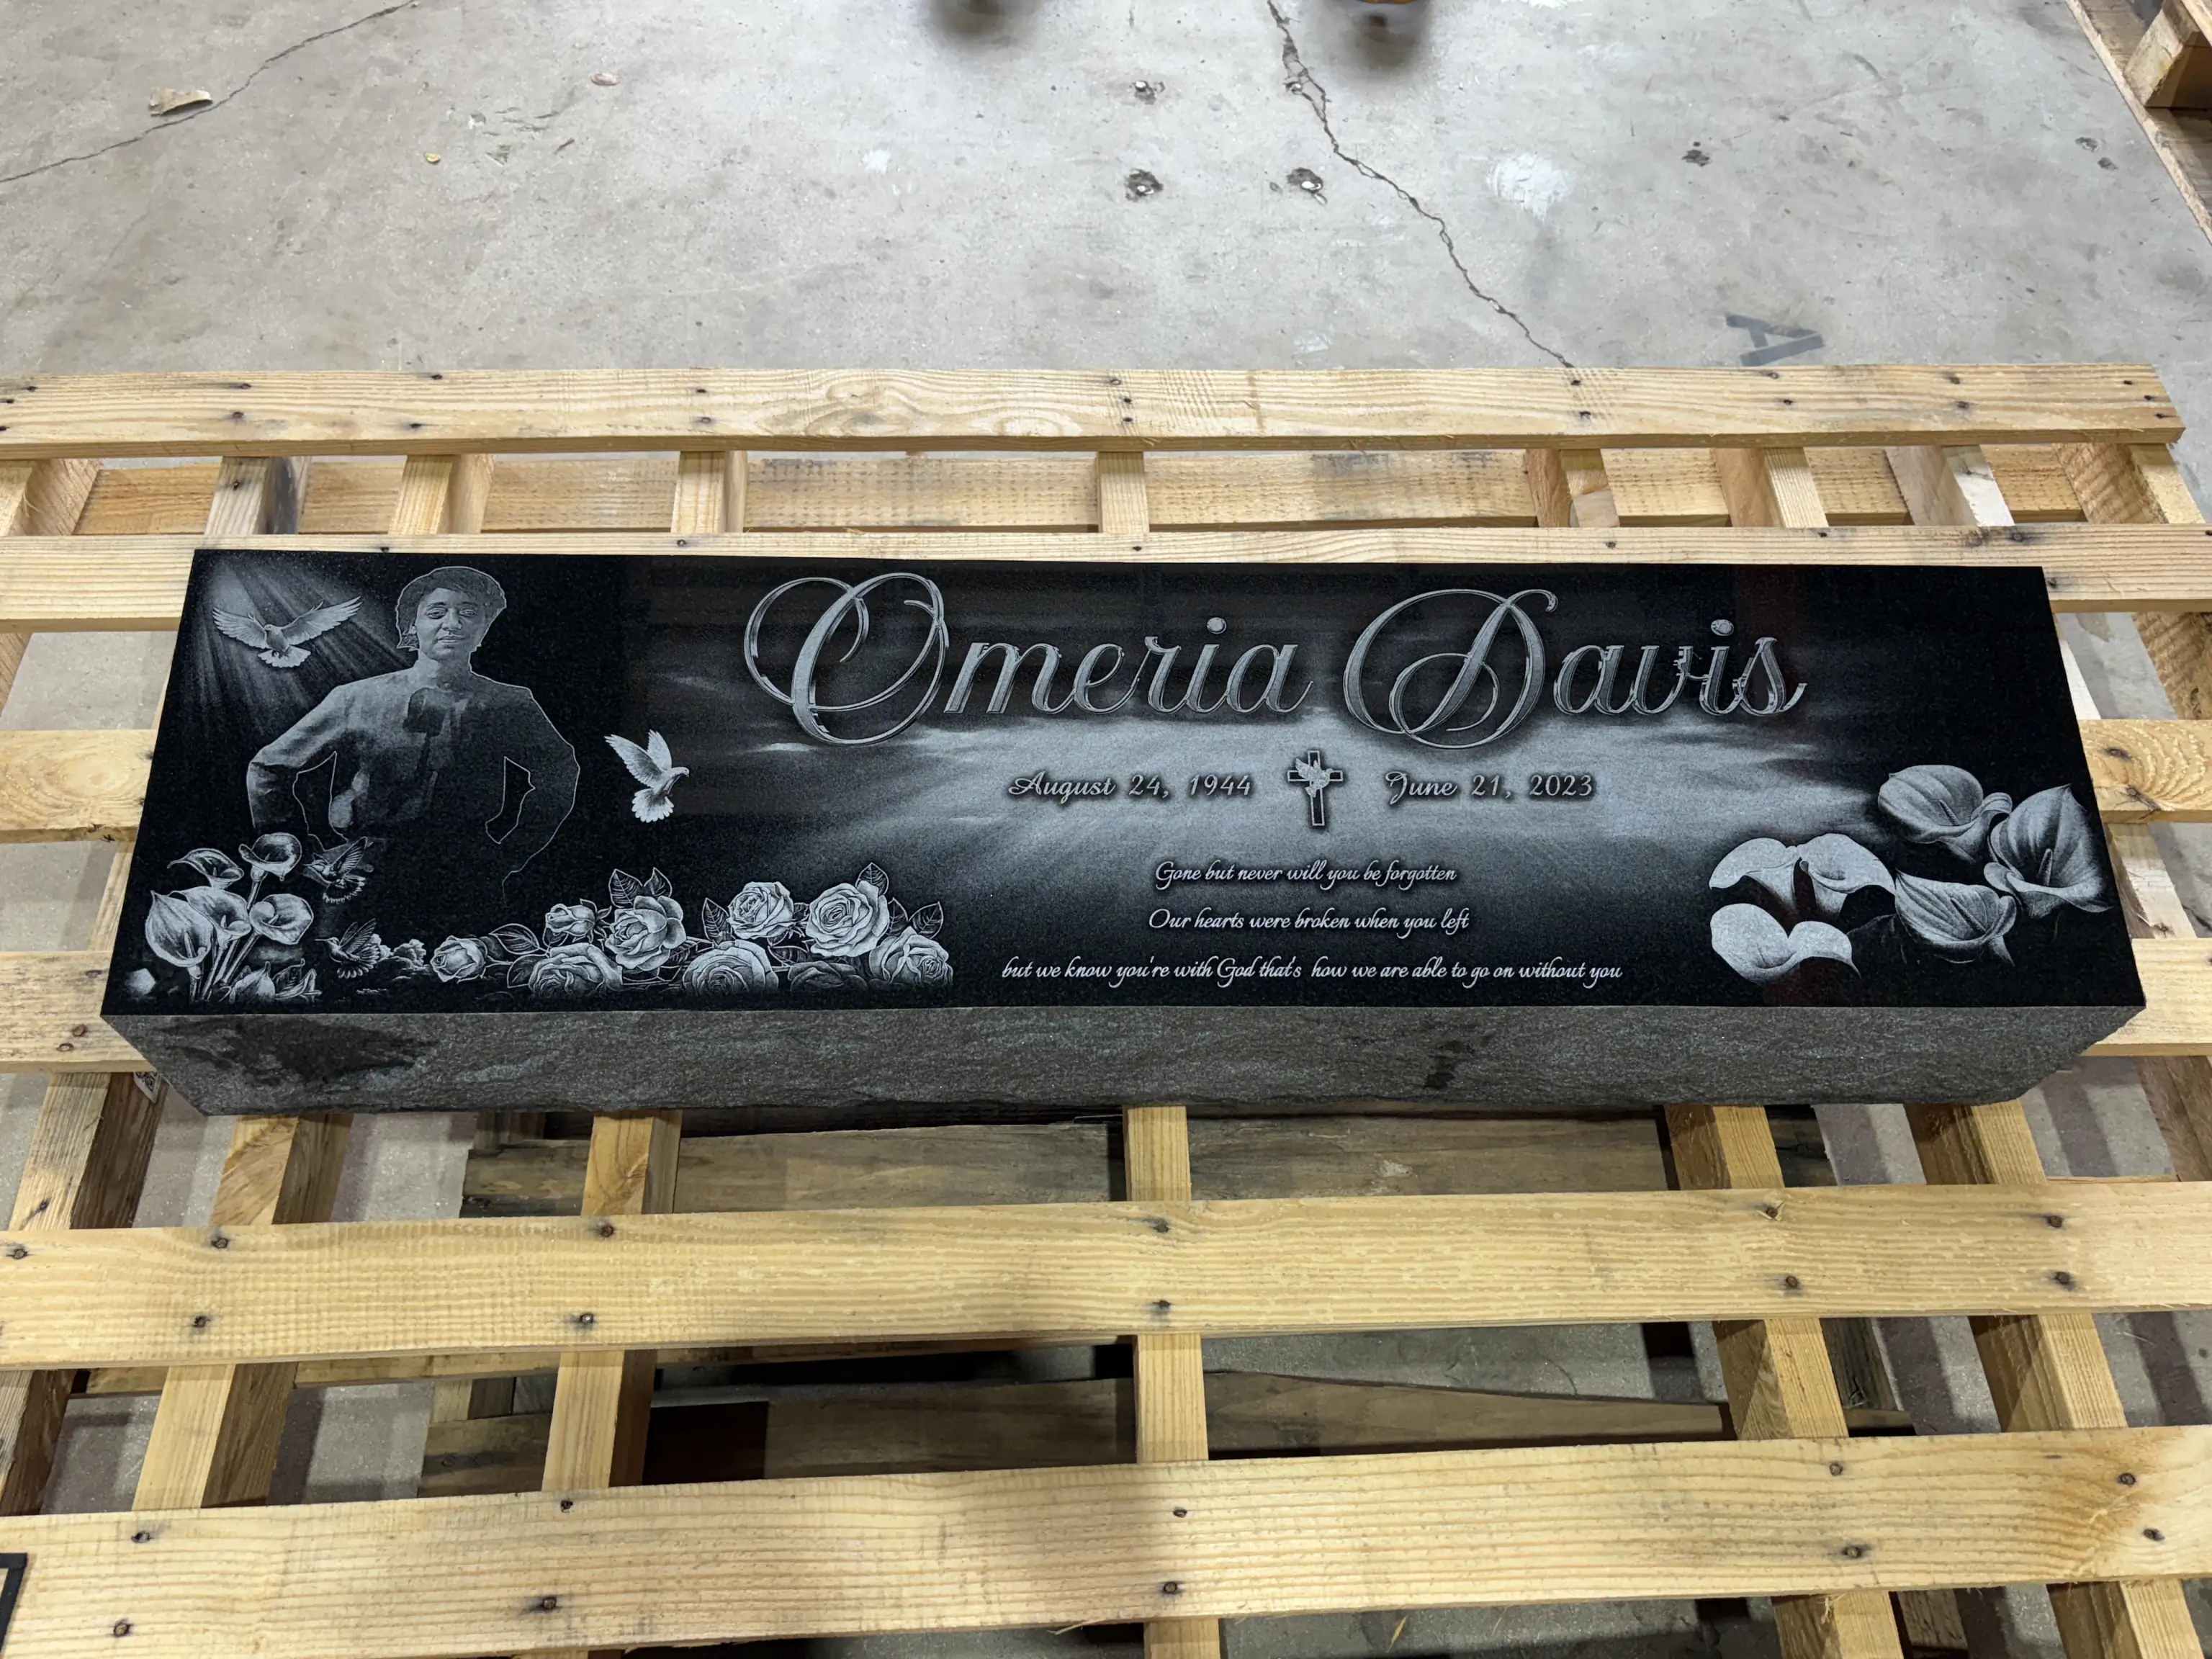 Omeria Davis
August 24, 1944 June 21, 2023
Gone but never will you be forgotten
Our hearts were broken when you left
but we know you're with God that's how we are able to go on without you
A